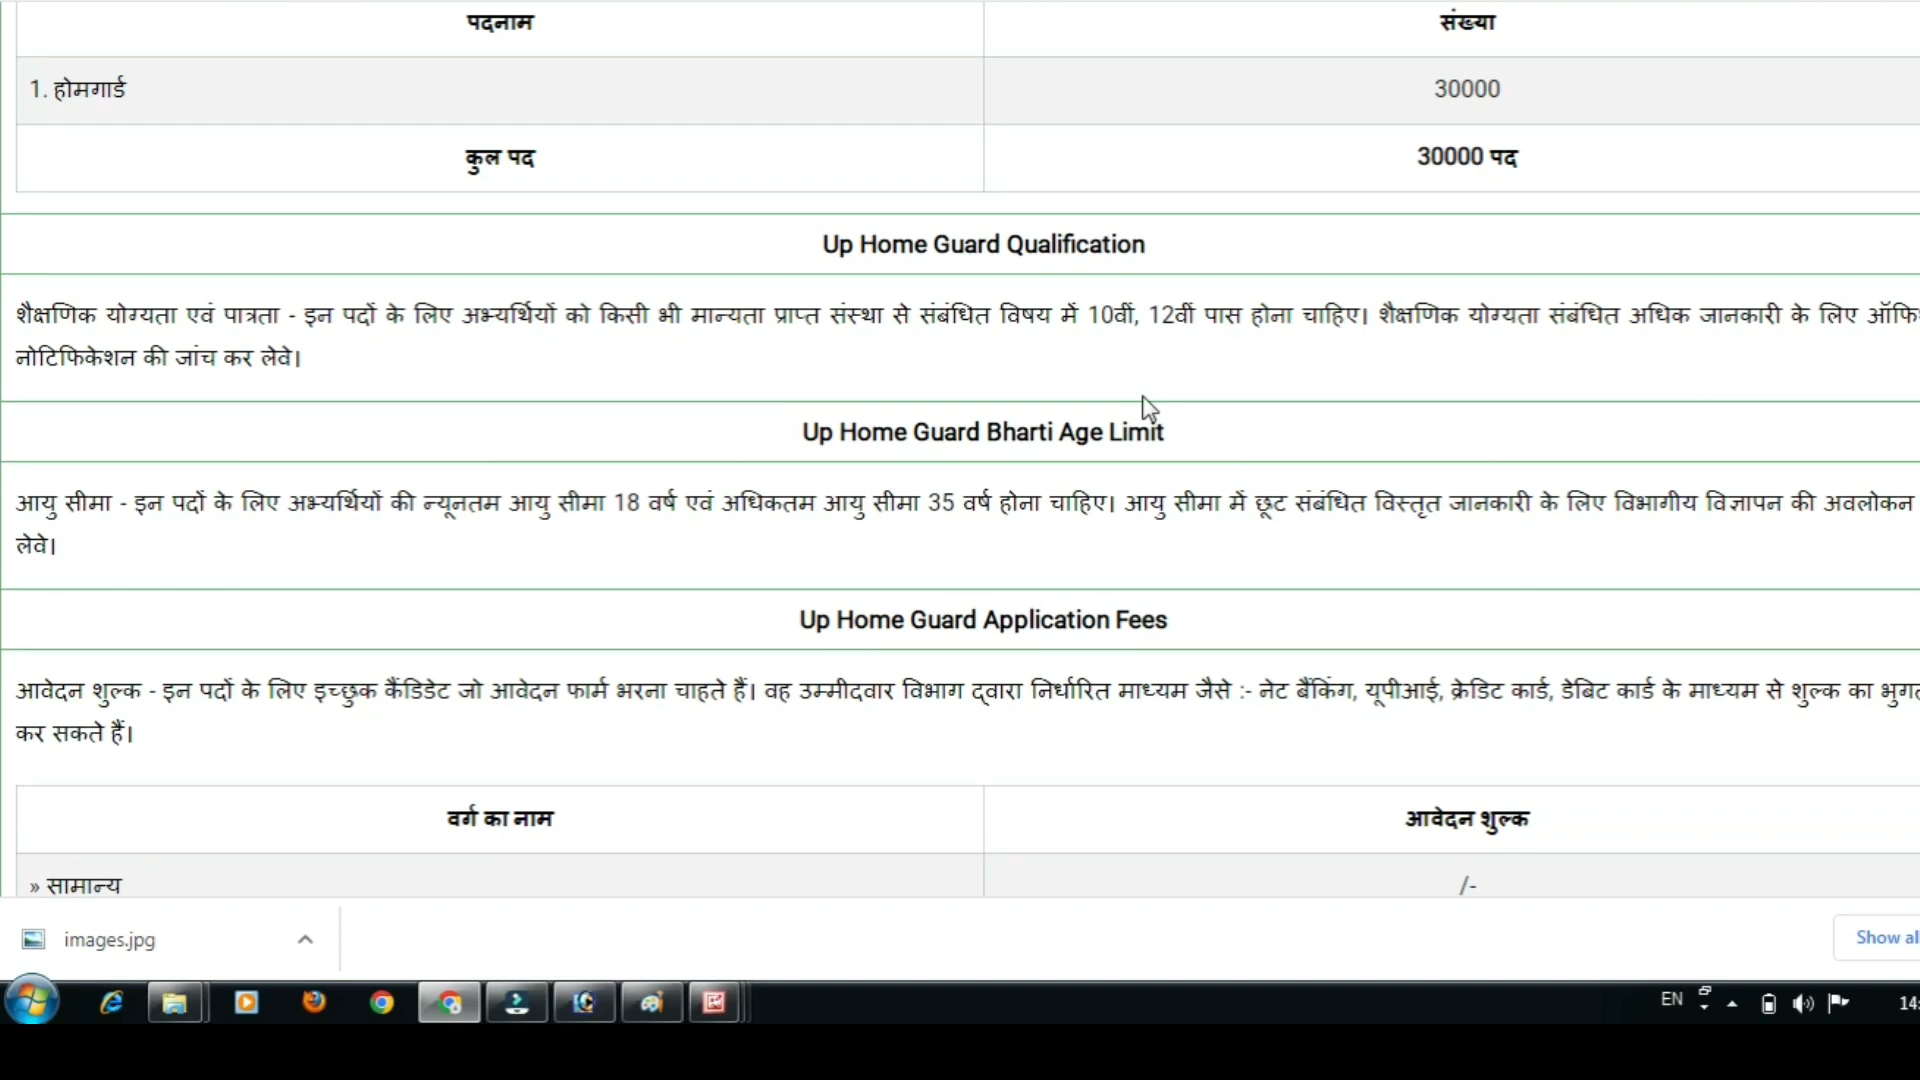 पदनाम संख्या
1. होमगार्ड 30000
कुल पद 30000 पद
Up Home Guard Qualification
शैक्षणिक योग्यता एवं पात्रता - इन पदों के लिए अभ्यर्थियों को किसी भी मान्यता प्राप्त संस्था से संबंधित विषय में 10वीं, 12वीं पास होना चाहिए। शैक्षणिक योग्यता संबंधित अधिक जानकारी के लिए
नोटिफिकेशन की जांच कर लेवे।
Up Home Guard Bharti Age Limit
आयु सीमा - इन पदों के लिए अभ्यर्थियों की न्यूनतम आयु सीमा 18 वर्ष एवं अधिकतम आयु सीमा 35 वर्ष होना चाहिए। आयु सीमा में छूट संबंधित विस्तृत जानकारी के लिए विभागीय विज्ञापन की अवलोकन
लेवे।
Up Home Guard Application Fees
आवेदन शुल्क - इन पदों के लिए इच्छुक कैंडिडेट जो आवेदन फार्म भरना चाहते हैं। वह उम्मीदवार विभाग द्वारा निर्धारित माध्यम जैसे :- नेट बैंकिंग, यूपीआई, क्रेडिट कार्ड, डेबिट कार्ड के माध्यम से शुल्क का
कर सकते हैं।
वर्ग का नाम आवेदन शुल्क
» सामान्य /-
images.jpg Show
EN